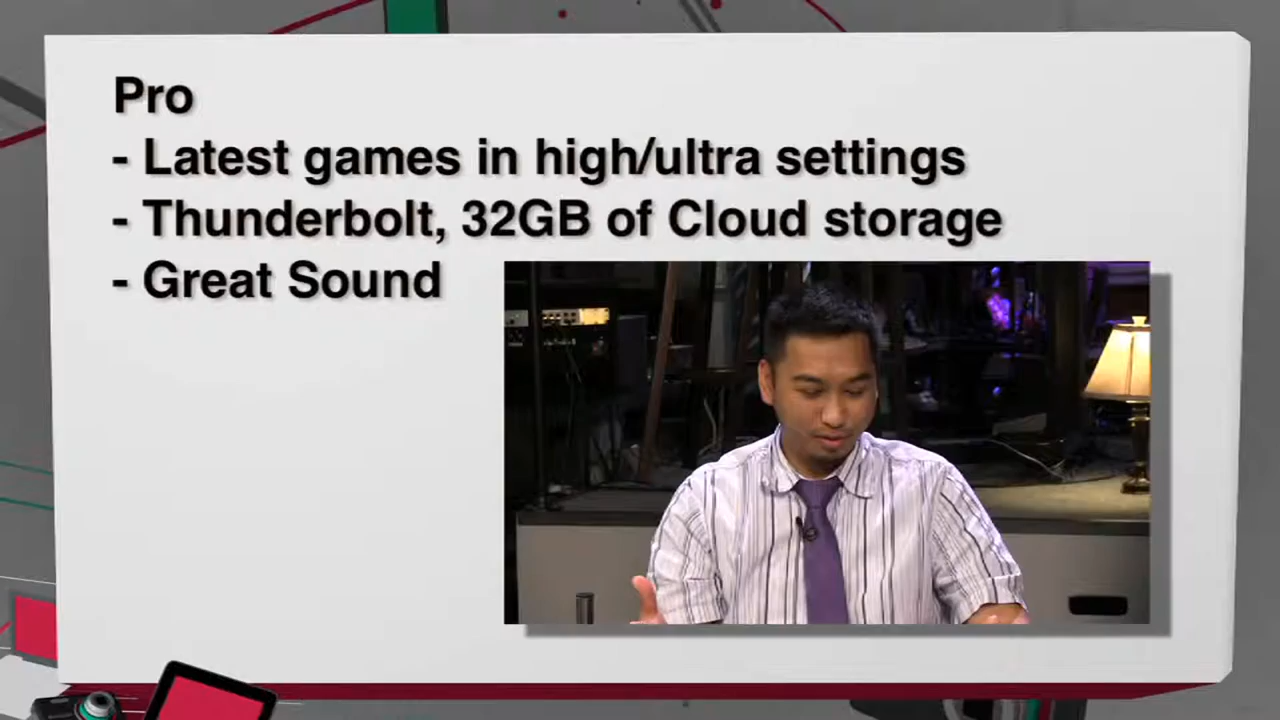 Pro
- Latest games in high/ultra settings
- Thunderbolt, 32GB of Cloud storage
- Great Sound